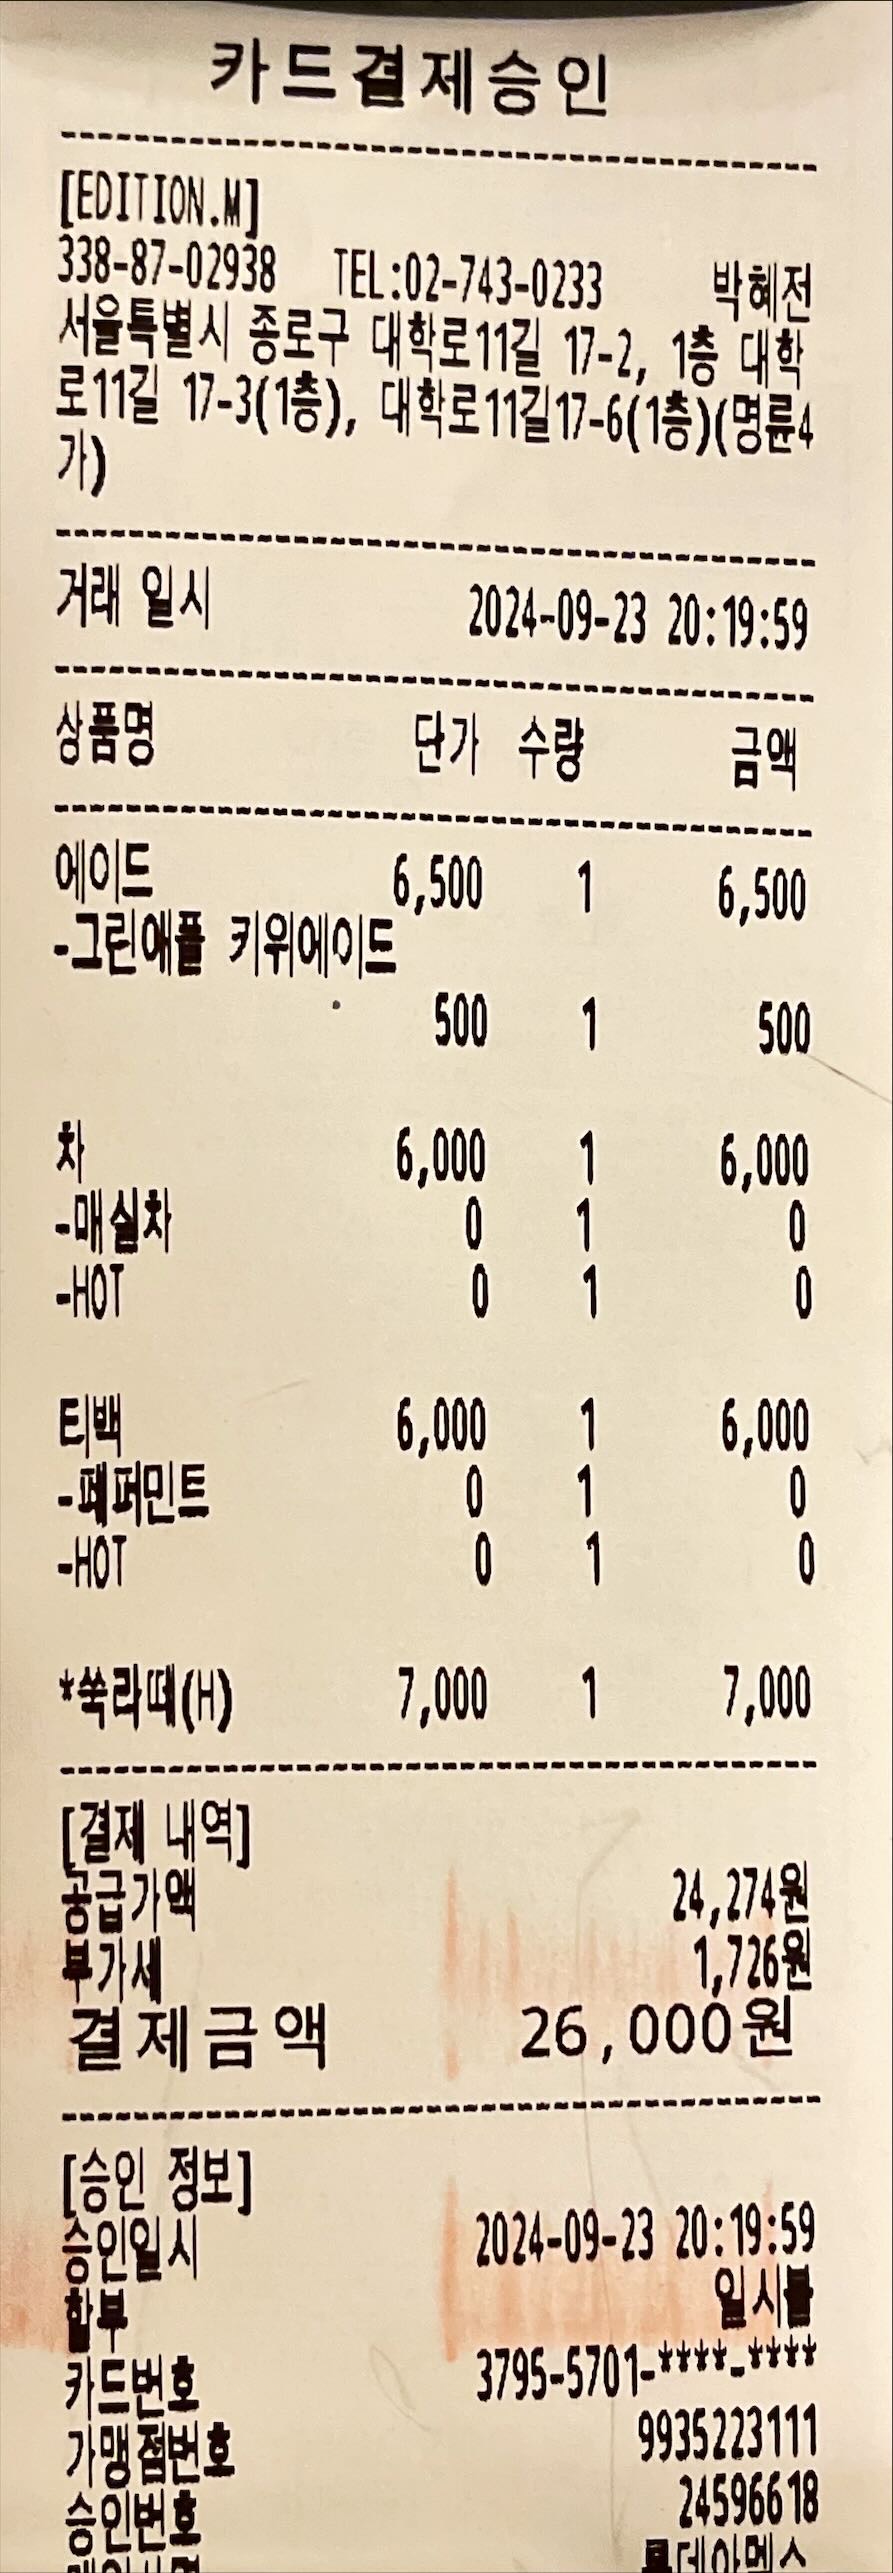 카드결제승인
[EDITION.M]
338-87-02938 TEL:02-743-0233 박혜전
서울특별시 종로구 대학로11길 17-2, 1층 대학
로11길 17-3(1층), 대학로11길17-6(1층)(명륜4
가)
거래 일시 2024-09-23 20:19:59
상품명 단가 수량 금액
에이드 6,500 1 6,500
-그린애플 키위에이드
500 1 500
차 6,000 1 6,000
-매실차 0 1 0
-HOT 0 1 0
티백 6,000 1 6,000
-페퍼민트 0 1 0
-HOT 0 1 0
*쑥라떼(H) 7,000 1 7,000
[결제 내역]
공급가액 24,274원
부가세 1,726원
결제금액 26,000원
[승인 정보]
승인일시 2024-09-23 20:19:59
할부 일시불
카드번호 3795-5701-****-****
가맹점번호 9935223111
승인번호 24596618
롯데아멕스